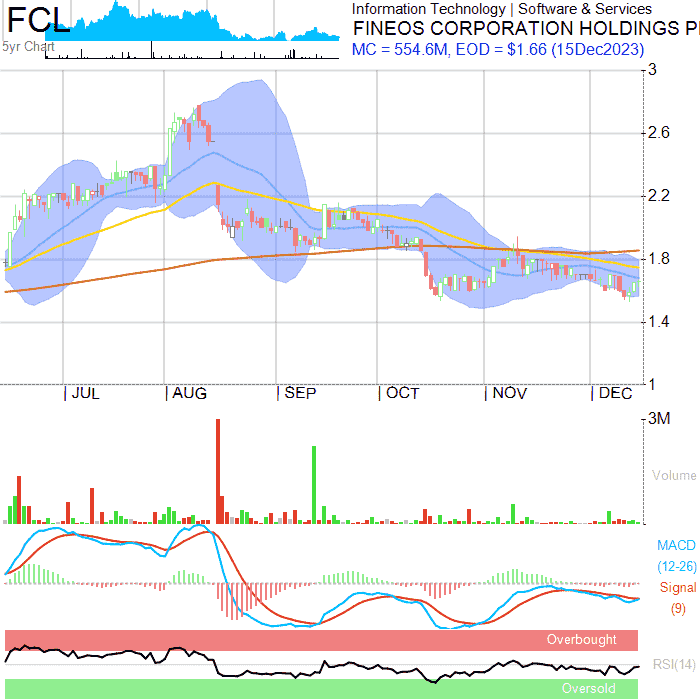 FCL
5yr Chart
Information Technology | Software & Services
FINEOS CORPORATION HOLDINGS P
MC = 554.6M, EOD = $1.66 (15Dec2023)
3
2.6
2.2
1.8
1.4
1
JUL
AUG
SEP
OCT
NOV
DEC
3M
Volume
MACD
(12-26)
Signal
(9)
Overbought
RSI(14)
Oversold